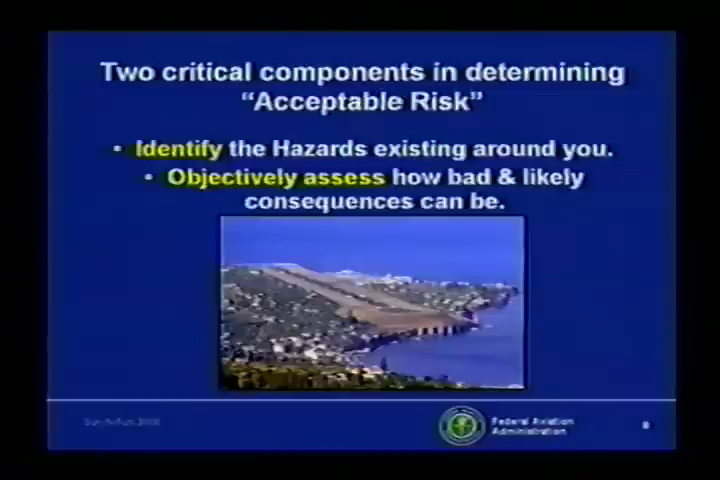 Two critical components in determining
“Acceptable Risk”
• Identify the Hazards existing around you.
• Objectively assess how bad & likely
consequences can be.
Federal Aviation
Administration